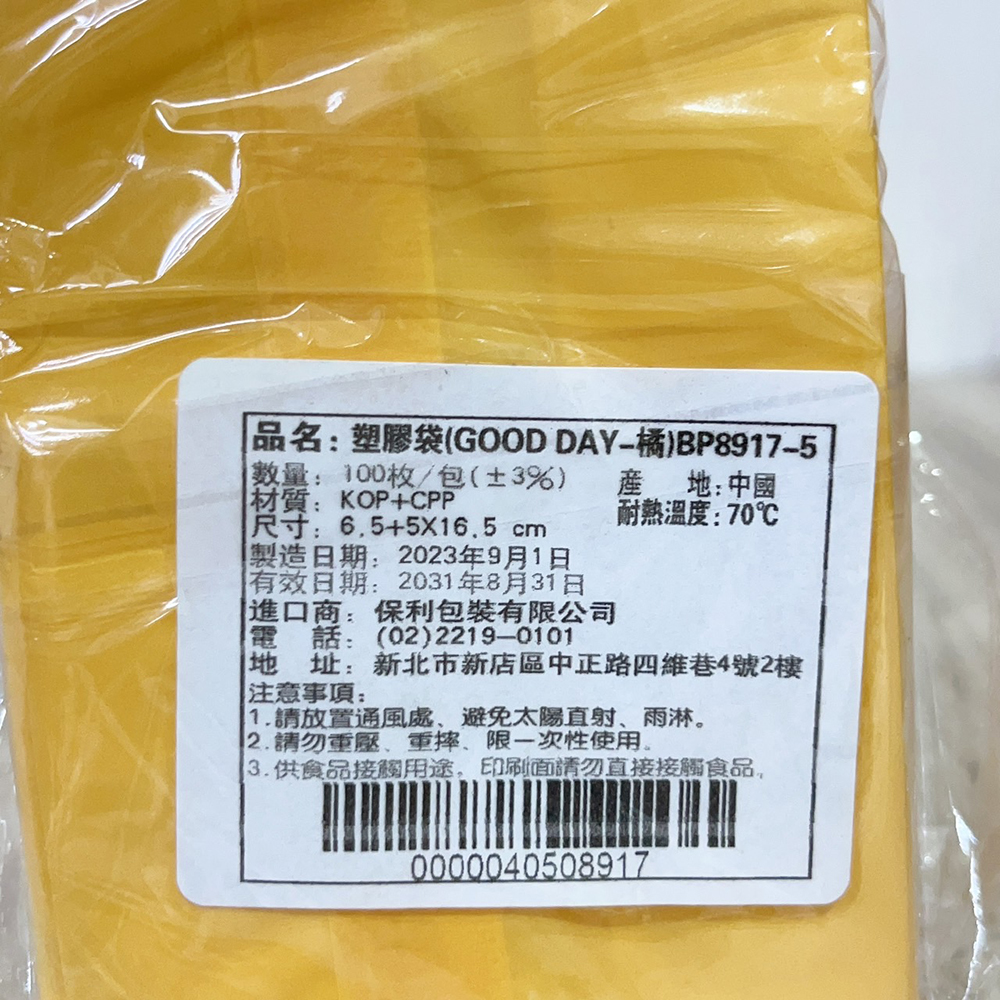 品名：塑膠袋(GOOD DAY-橘)BP8917-5
數量：100枚／包(±3%)
產 地：中國
材質：KOP+CPP
耐熱溫度：70℃
尺寸：6.5+5X16.5 cm
製造日期：2023年9月1日
有效日期：2031年8月31日
進口商：保利包裝有限公司
電 話：(02)2219-0101
地 址：新北市新店區中正路四維巷4號2樓
注意事項：
1.請放置通風處、避免太陽直射、雨淋。
2.請勿重壓、重摔、限一次性使用。
3.供食品接觸用途，印刷面請勿直接接觸食品。
0000040508917